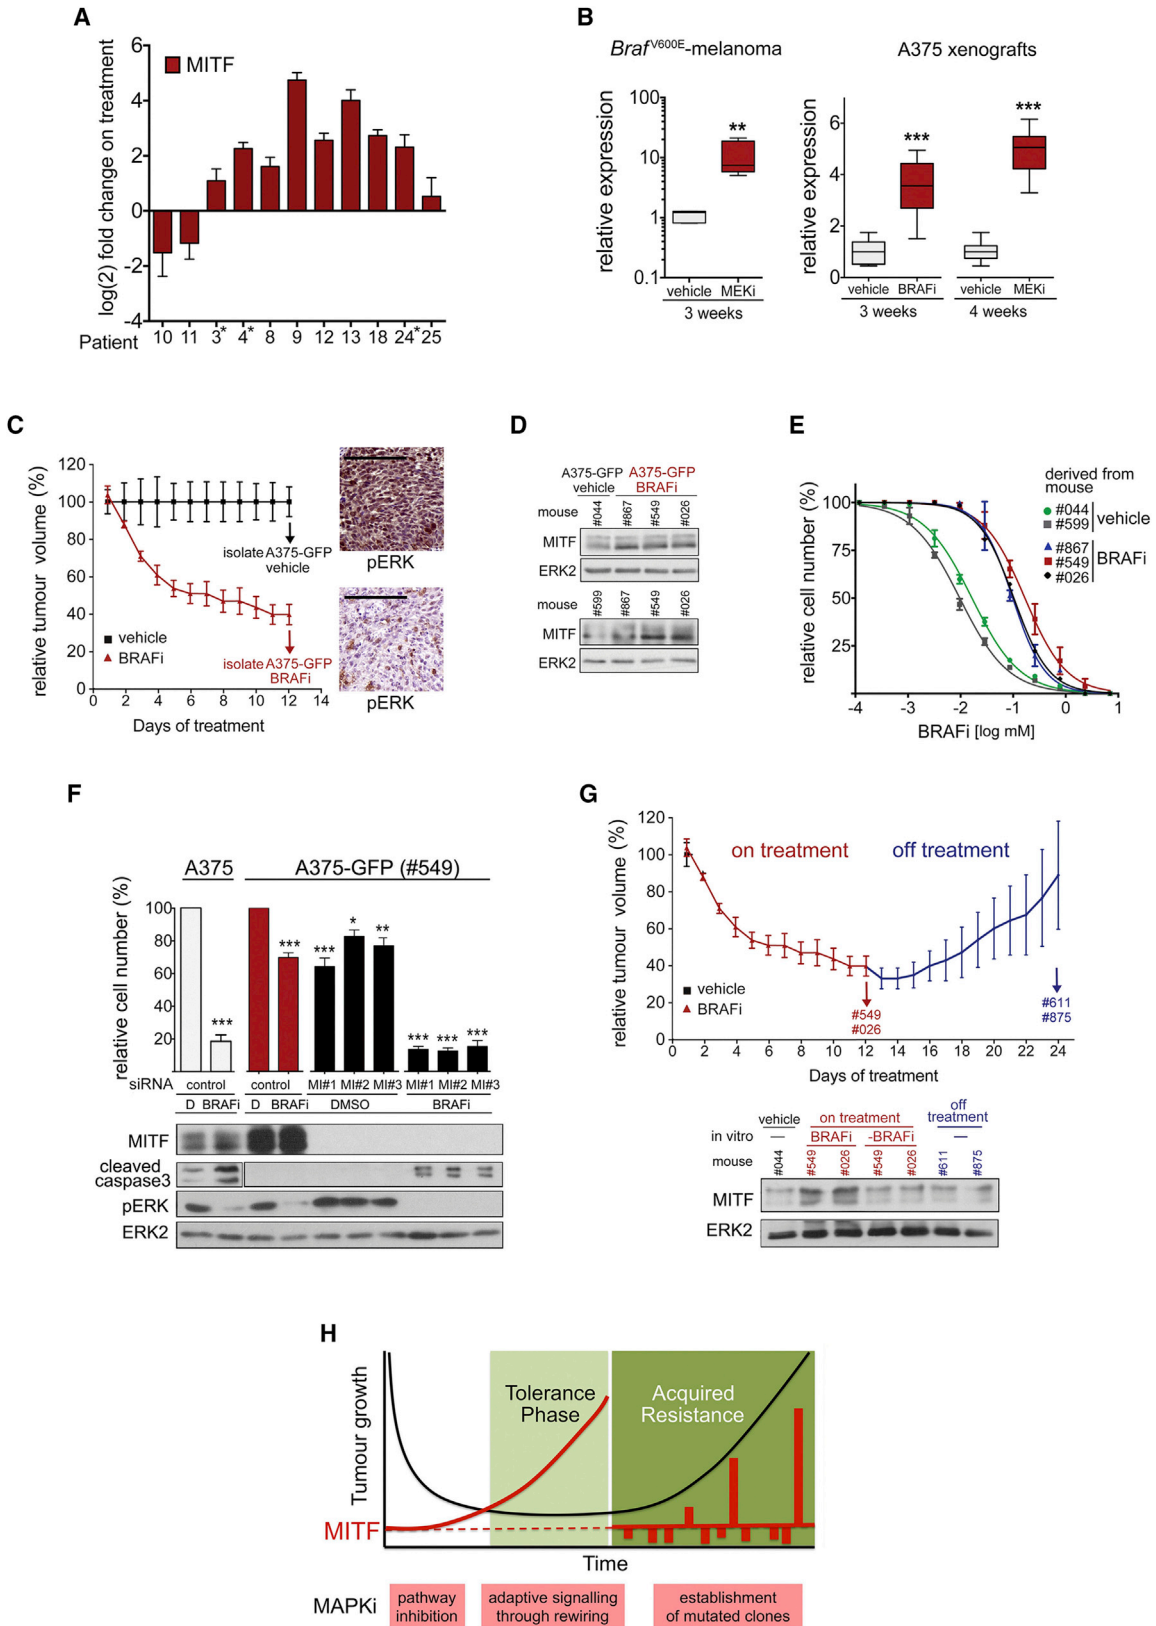 A
MITF
log(2) fold change on treatment
6
4
2
0
-2
-4
Patient
10 11 3* 4* 8 9 12 13 18 24* 25
B
Braf V600E-melanoma
relative expression
100
10
1
0.1
**
vehicle MEKi
3 weeks
A375 xenografts
relative expression
6
4
2
0
***
***
vehicle BRAFi vehicle MEKi
3 weeks 4 weeks
C
relative tumour volume (%)
120
100
80
60
40
20
0
0 2 4 6 8 10 12 14
Days of treatment
vehicle
BRAFi
isolate A375-GFP
vehicle
isolate A375-GFP
BRAFi
pERK
pERK
D
A375-GFP A375-GFP
vehicle BRAFi
mouse #044 #867 #549 #026
MITF
ERK2
mouse #599 #867 #549 #026
MITF
ERK2
E
relative cell number (%)
100
75
50
25
-4 -3 -2 -1 0 1
BRAFi [log mM]
derived from
mouse
#044
#599
vehicle
#867
#549
#026
BRAFi
F
A375 A375-GFP (#549)
relative cell number (%)
100
80
60
40
20
*** *** *** * ** *** *** ***
siRNA control control MI#1 MI#2 MI#3 MI#1 MI#2 MI#3
D BRAFi D BRAFi DMSO BRAFi
MITF
cleaved
caspase3
pERK
ERK2
G
relative tumour volume (%)
120
100
80
60
40
20
0
on treatment off treatment
vehicle
BRAFi
#549
#026
#611
#875
0 2 4 6 8 10 12 14 16 18 20 22 24
Days of treatment
vehicle on treatment off
treatment
in vitro — BRAFi -BRAFi —
mouse #044 #549 #026 #549 #026 #611 #875
MITF
ERK2
H
Tumour growth
Tolerance
Phase
Acquired
Resistance
MITF
Time
MAPKi
pathway
inhibition
adaptive signalling
through rewiring
establishment
of mutated clones